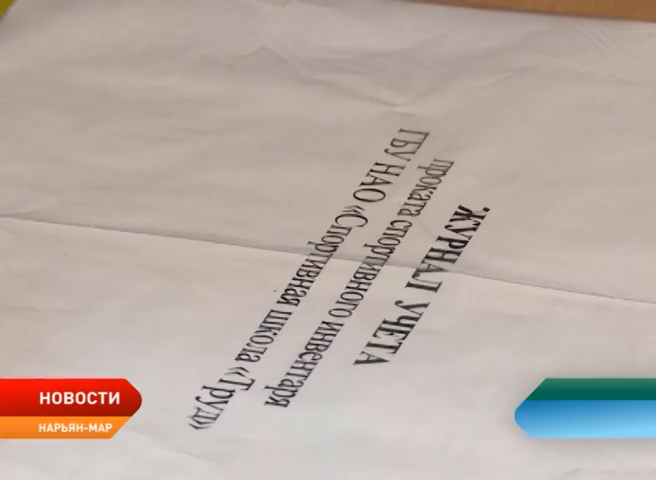 ЖУРНАЛ УЧЕТА
проката спортивного инвентаря
ГБУ НАО «Спортивная школа «Труд»
НОВОСТИ
НАРЬЯН-МАР